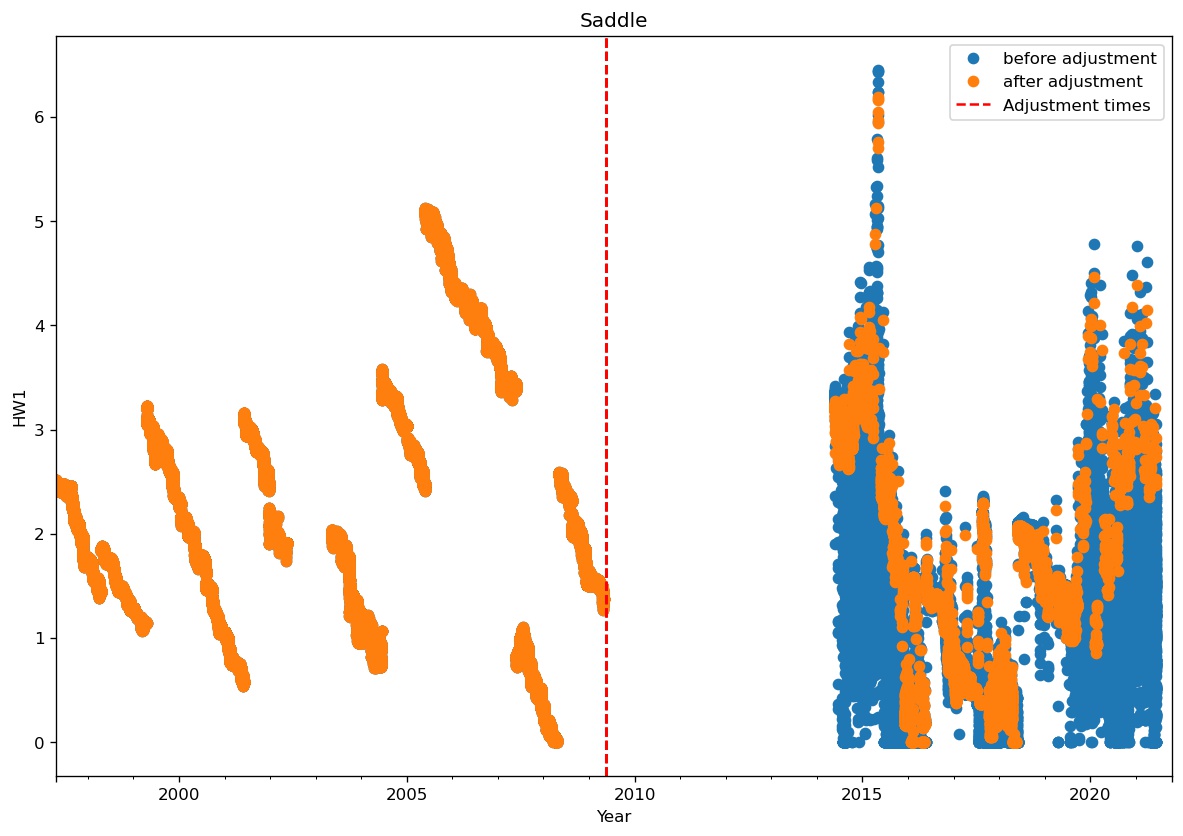 Saddle
before adjustment
after adjustment
Adjustment times
HW1
6
5
4
3
2
1
0
2000 2005 2010 2015 2020
Year